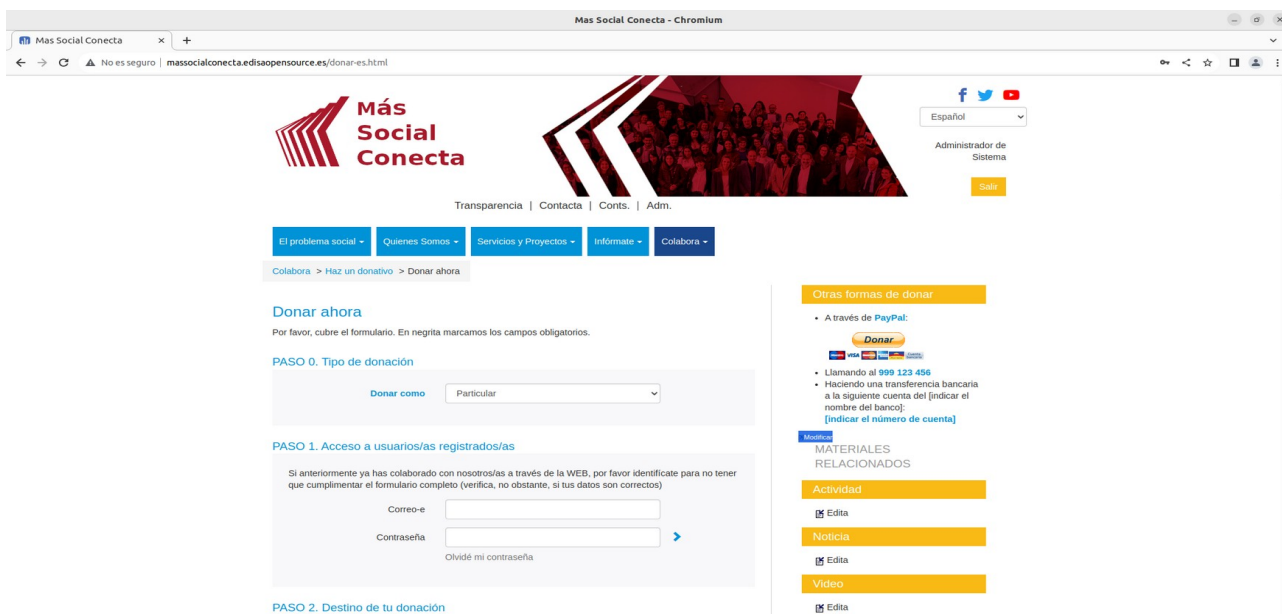 Mas Social Conecta - Chromium
Mas Social Conecta
No es seguro | massocialconecta.edisaopensource.es/donar-es.html
Más
Social
Conecta
Español
Administrador de
Sistema
Salir
Transparencia | Contacta | Conts. | Adm.
El problema social
Quienes Somos
Servicios y Proyectos
Infórmate
Colabora
Colabora > Haz un donativo > Donar ahora
Donar ahora
Por favor, cubre el formulario. En negrita marcamos los campos obligatorios.
PASO 0. Tipo de donación
Donar como
Particular
PASO 1. Acceso a usuarios/as registrados/as
Si anteriormente ya has colaborado con nosotros/as a través de la WEB, por favor identifícate para no tener
que cumplimentar el formulario completo (verifica, no obstante, si tus datos son correctos)
Correo-e
Contraseña
Olvidé mi contraseña
PASO 2. Destino de tu donación
Otras formas de donar
• A través de PayPal:
Donar
VISA
• Llamando al 999 123 456
• Haciendo una transferencia bancaria
a la siguiente cuenta del [indicar el
nombre del banco]:
[indicar el número de cuenta]
Modificar
MATERIALES
RELACIONADOS
Actividad
Edita
Noticia
Edita
Video
Edita